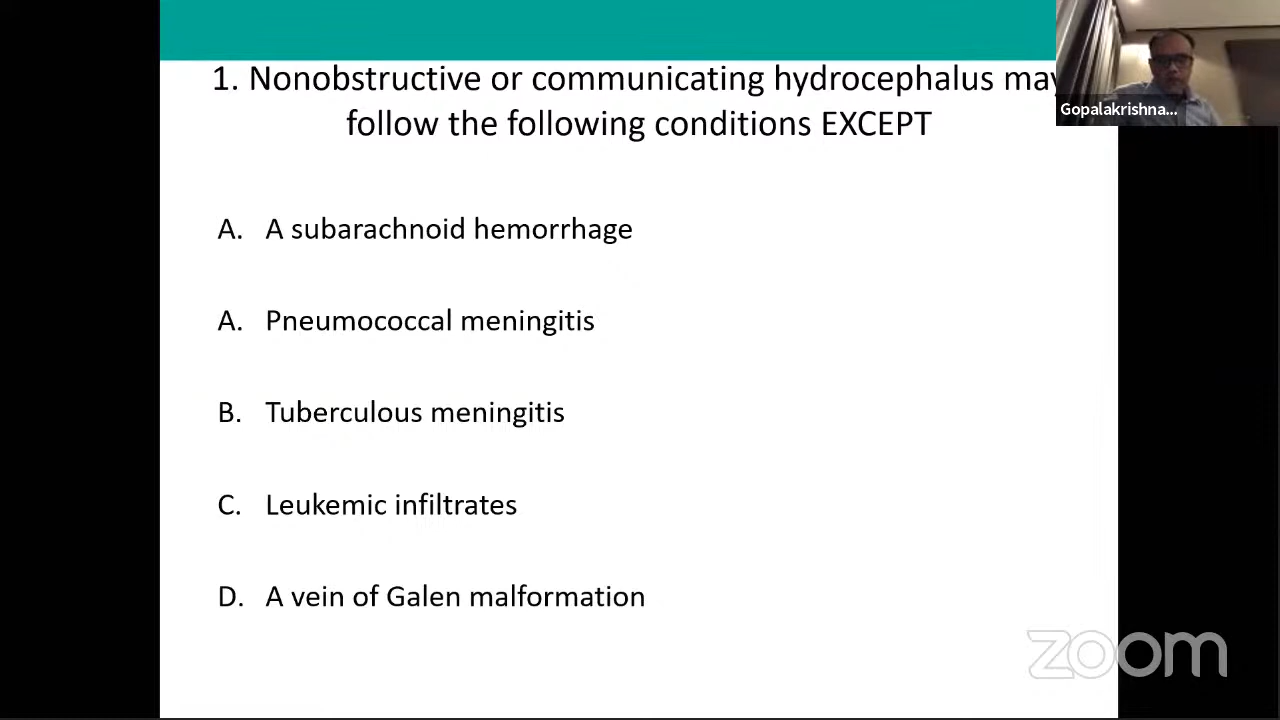 1. Nonobstructive or communicating hydrocephalus may
follow the following conditions EXCEPT
Gopalakrishna...
A. A subarachnoid hemorrhage
A. Pneumococcal meningitis
B. Tuberculous meningitis
C. Leukemic infiltrates
D. A vein of Galen malformation
zoom